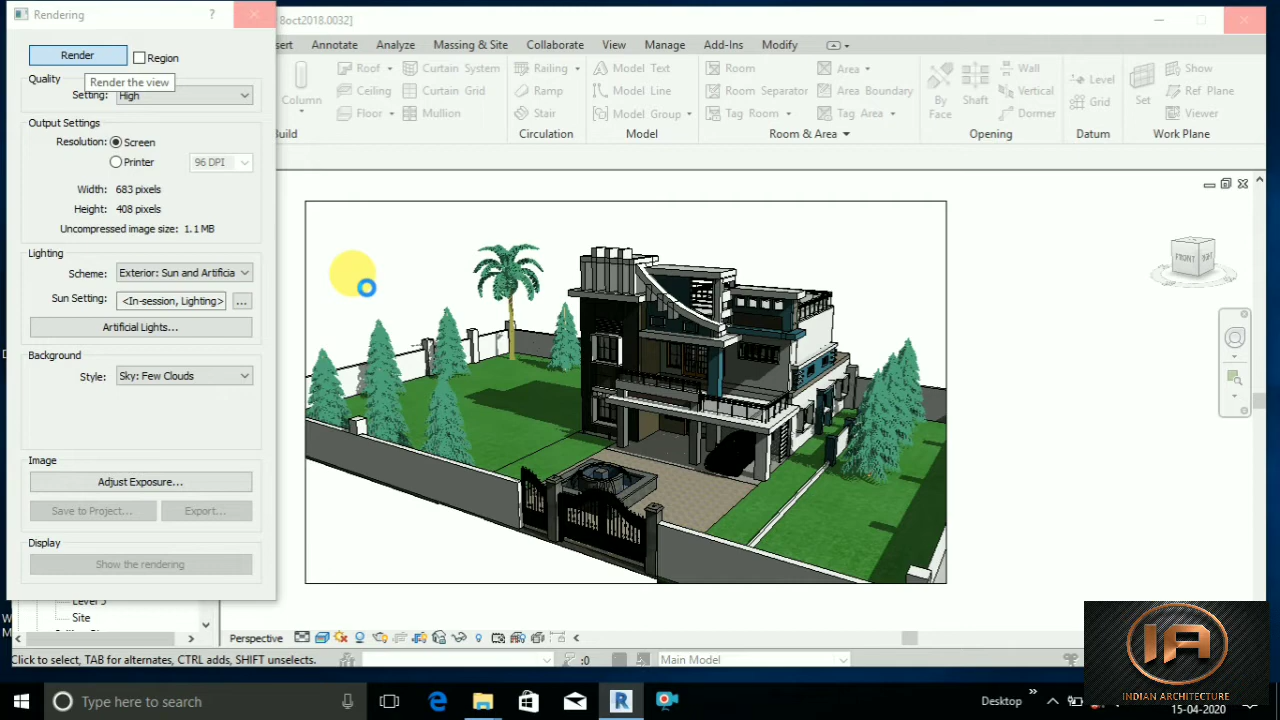 Rendering
?
8oct2018.0032]
Render
Region
Render the view
Quality
Setting:
High
Output Settings
Resolution:
Screen
Printer
96 DPI
Width: 683 pixels
Height: 408 pixels
Uncompressed image size: 1.1 MB
Lighting
Scheme: Exterior: Sun and Artificia
Sun Setting: <In-session, Lighting>
...
Artificial Lights...
Background
Style: Sky: Few Clouds
Image
Adjust Exposure...
Save to Project... Export...
Display
Show the rendering
Site
sert Annotate Analyze Massing & Site Collaborate View Manage Add-Ins Modify
Column
Roof
Ceiling
Floor
Curtain System
Curtain Grid
Mullion
Build
Railing
Ramp
Stair
Circulation
Model Text
Model Line
Model Group
Model
Room
Room Separator
Tag Room
Area
Area Boundary
Tag Area
Room & Area
By
Face
Shaft
Wall
Vertical
Dormer
Opening
Level
Grid
Datum
Set
Show
Ref Plane
Viewer
Work Plane
FRONT
Perspective
Click to select, TAB for alternates, CTRL adds, SHIFT unselects.
:0
Main Model
IA
INDIAN ARCHITECTURE
Type here to search
Desktop
15-04-2020